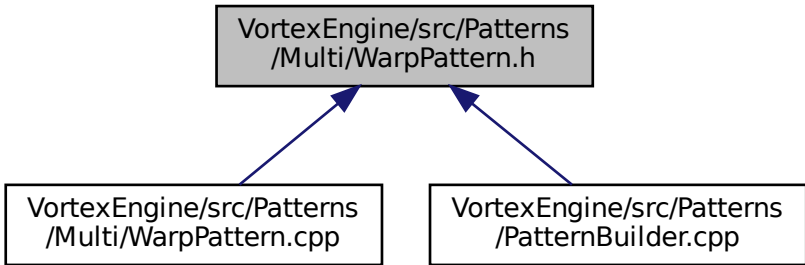 VortexEngine/src/Patterns
/Multi/WarpPattern.h
VortexEngine/src/Patterns
/Multi/WarpPattern.cpp
VortexEngine/src/Patterns
/PatternBuilder.cpp